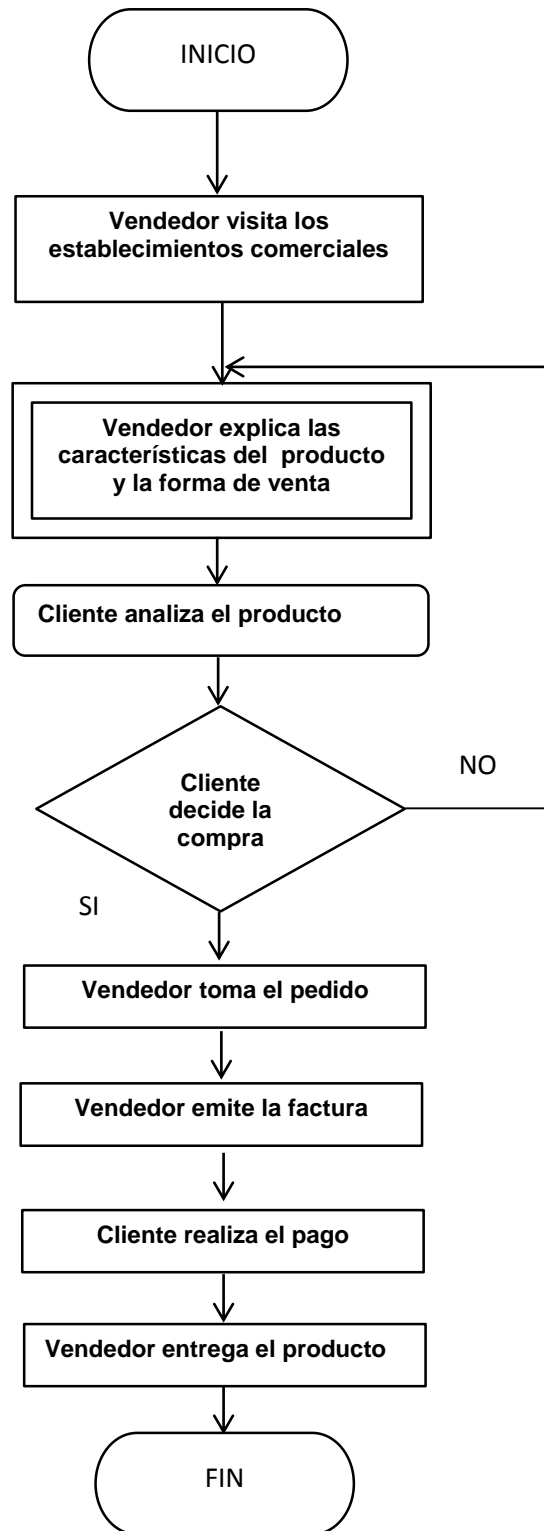 INICIO
Vendedor visita los
establecimientos comerciales
Vendedor explica las
características del producto
y la forma de venta
Cliente analiza el producto
Cliente
decide la
compra
NO
SI
Vendedor toma el pedido
Vendedor emite la factura
Cliente realiza el pago
Vendedor entrega el producto
FIN